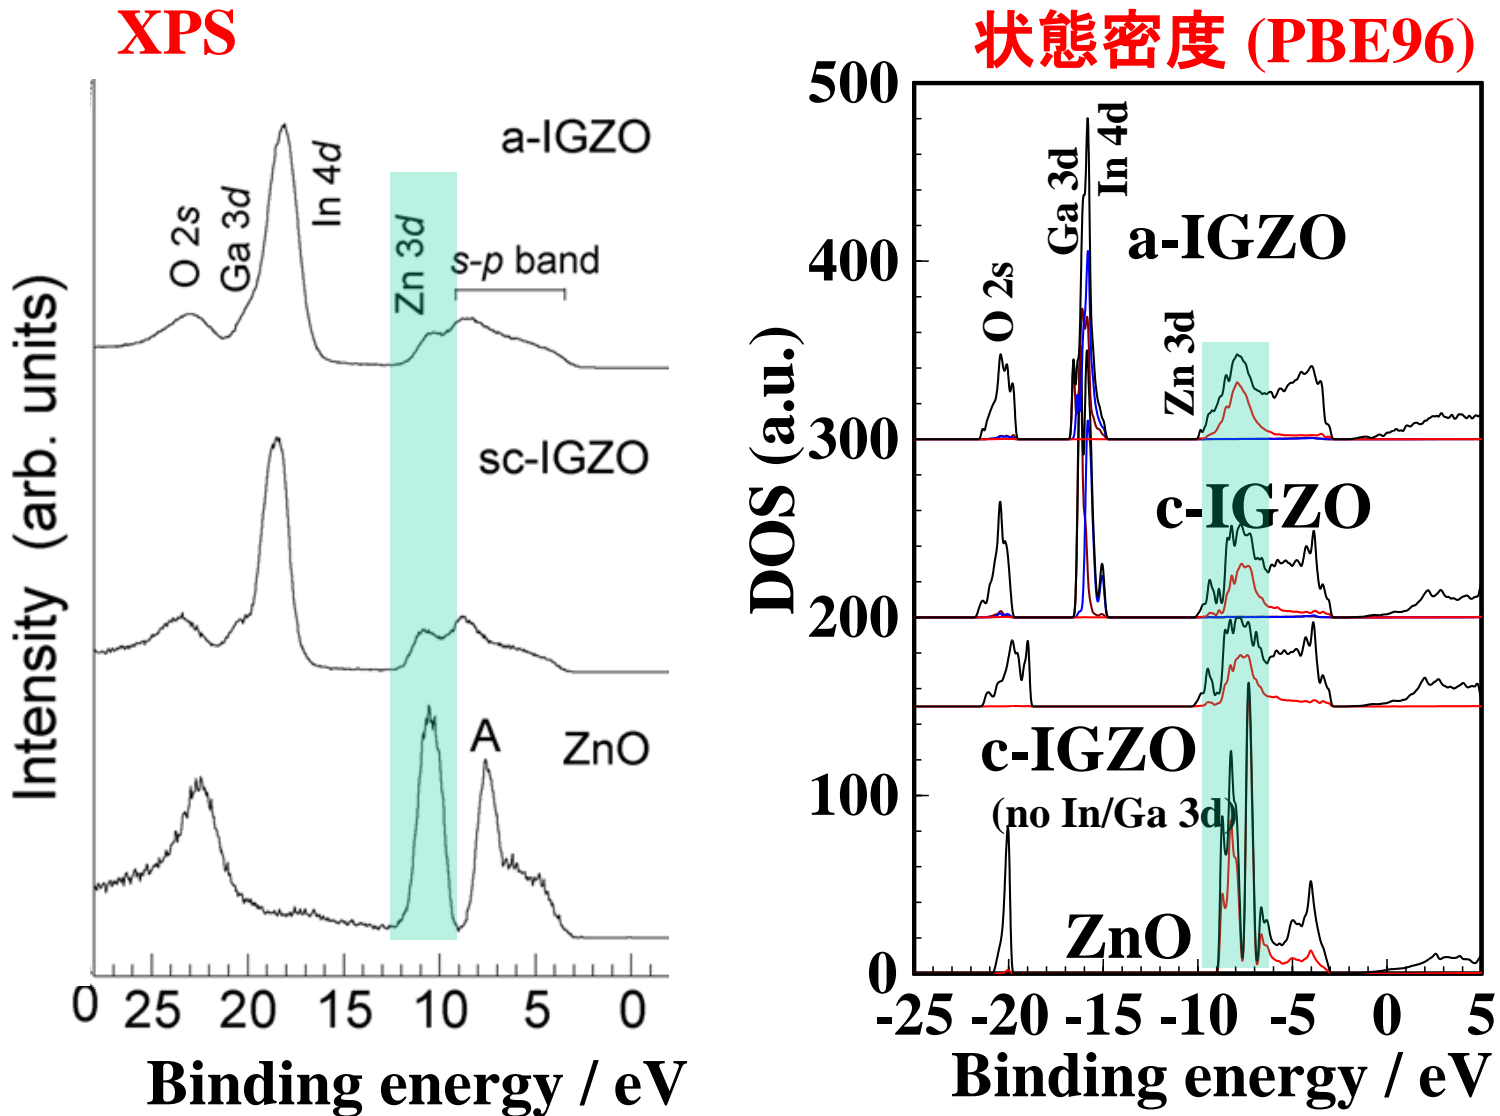 XPS
a-IGZO
O 2s
Ga 3d
In 4d
Zn 3d
s-p band
sc-IGZO
A
ZnO
Intensity (arb. units)
0 25 20 15 10 5 0
Binding energy / eV
状態密度 (PBE96)
500
400
300
200
100
0
DOS (a.u.)
O 2s
Ga 3d
In 4d
a-IGZO
Zn 3d
c-IGZO
c-IGZO
(no In/Ga 3d)
ZnO
-25 -20 -15 -10 -5 0 5
Binding energy / eV